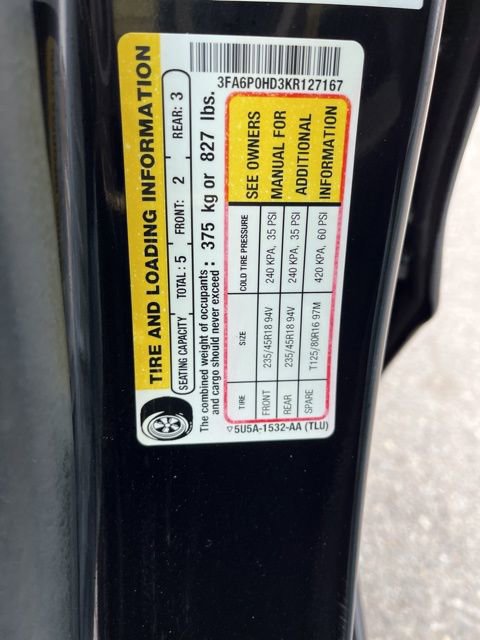 3FA6P0HD3KR127167
TIRE AND LOADING INFORMATION
SEATING CAPACITY TOTAL: 5 FRONT: 2 REAR: 3
The combined weight of occupants
and cargo should never exceed : 375 kg or 827 lbs.
TIRE SIZE COLD TIRE PRESSURE SEE OWNERS
FRONT 235/45R18 94V 240 KPA, 35 PSI MANUAL FOR
REAR 235/45R18 94V 240 KPA, 35 PSI ADDITIONAL
SPARE T125/80R16 97M 420 KPA, 60 PSI INFORMATION
▽5U5A-1532-AA (TLU)